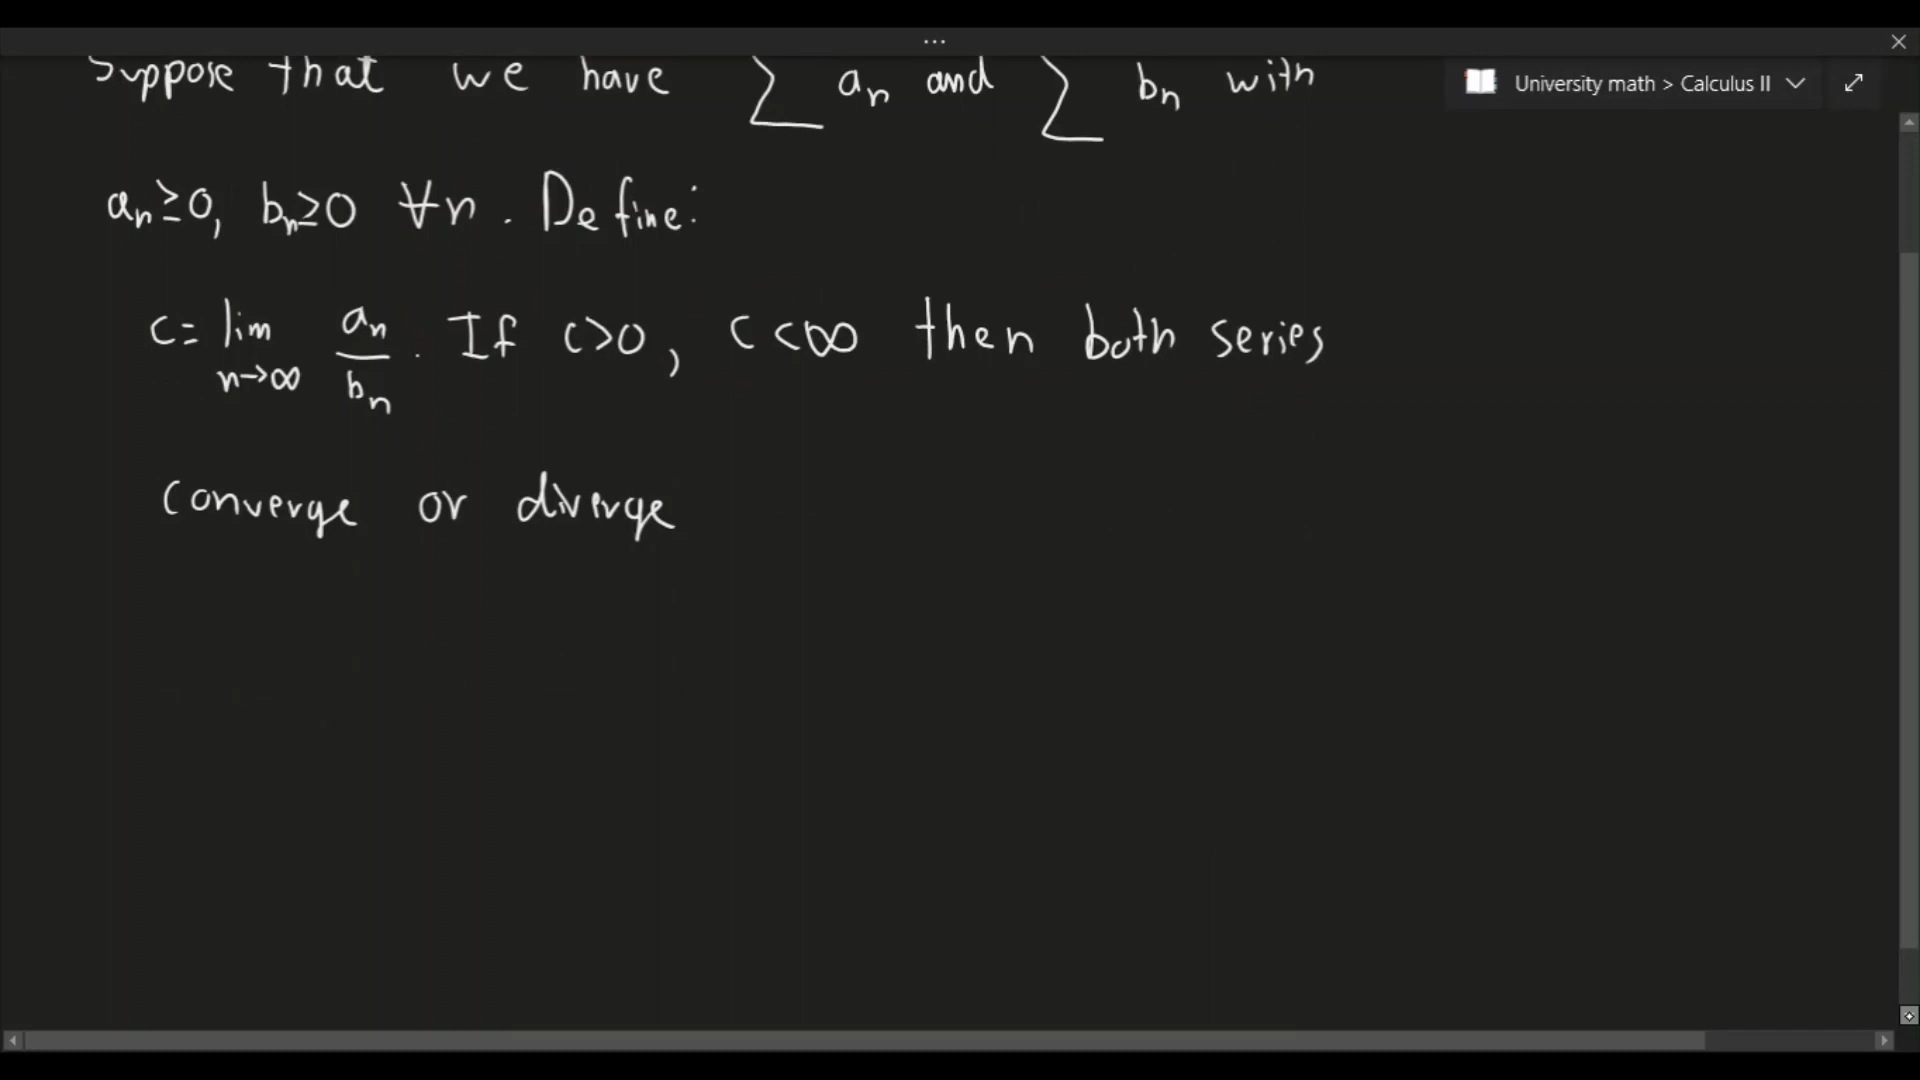 ...
Suppose that we have ∑ aₙ and ∑ bₙ with
University math > Calculus II
aₙ≥0, bₙ≥0 ∀n. Define:
c = lim n→∞ aₙ/bₙ. If c>0, c<∞ then both series
converge or diverge